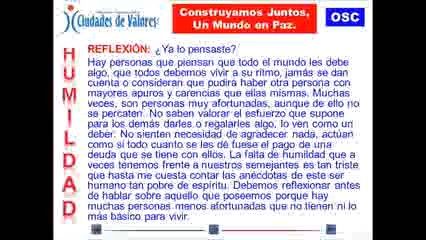 Ciudades de Valores
Construyamos Juntos,
Un Mundo en Paz.
OSC
HUMILDAD
REFLEXIÓN: ¿Ya lo pensaste?
Hay personas que piensan que todo el mundo les debe
algo, que todos debemos vivir a su ritmo, jamás se dan
cuenta o consideran que pudirá haber otra persona con
mayores apuros y carencias que ellas mismas. Muchas
veces, son personas muy afortunadas, aunque de ello no
se percaten. No saben valorar el esfuerzo que supone
para los demás darles o regalarles algo, lo ven como un
deber. No sienten necesidad de agradecer nada, actúan
como si todo cuanto se les dé fuese el pago de una
deuda que se tiene con ellos. La falta de humildad que a
veces tenemos frente a nuestros semejantes es tan triste
que hasta me cuesta contar las anécdotas de este ser
humano tan pobre de espíritu. Debemos reflexionar antes
de hablar sobre aquello que poseemos porque hay
muchas personas menos afortunadas que no tienen ni lo
más básico para vivir.